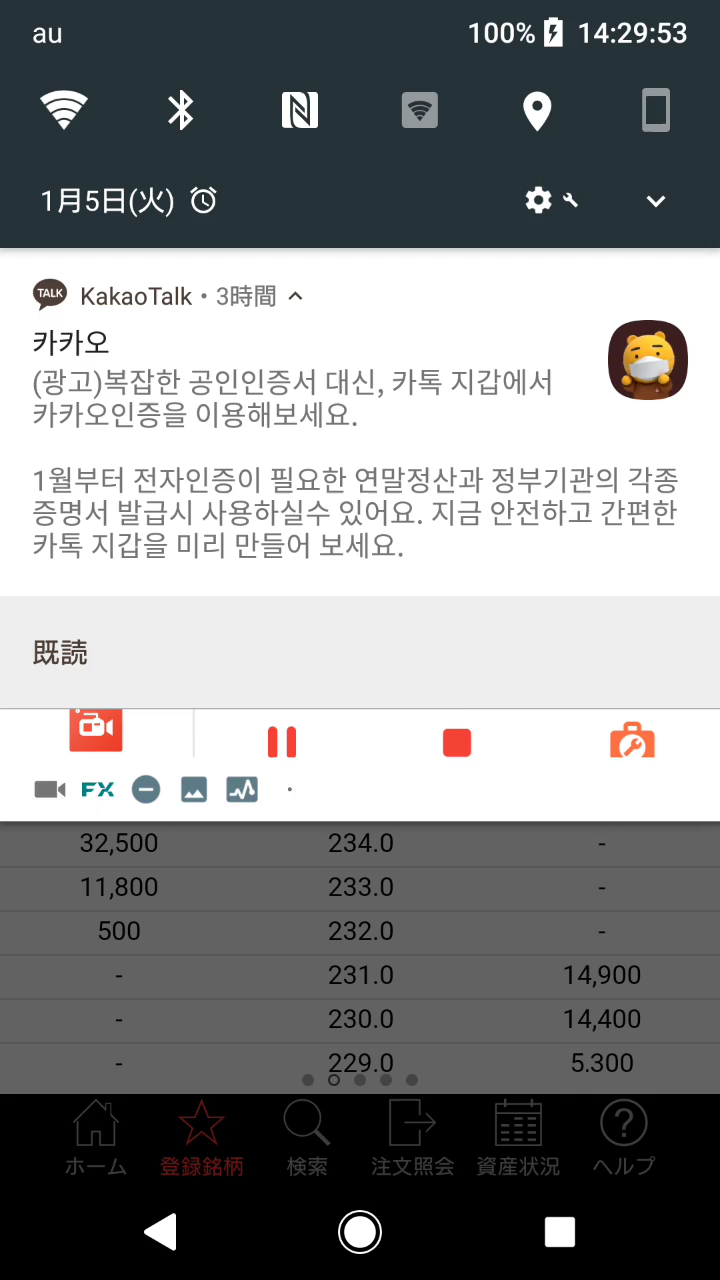 au 100% 14:29:53
1月5日(火)
TALK KakaoTalk • 3時間
카카오
(광고)복잡한 공인인증서 대신, 카톡 지갑에서
카카오인증을 이용해보세요.
1월부터 전자인증이 필요한 연말정산과 정부기관의 각종
증명서 발급시 사용하실수 있어요. 지금 안전하고 간편한
카톡 지갑을 미리 만들어 보세요.
既読
FX
32,500 234.0 -
11,800 233.0 -
500 232.0 -
- 231.0 14,900
- 230.0 14,400
- 229.0 5,300
ホーム 登録銘柄 検索 注文照会 資産状況 ヘルプ